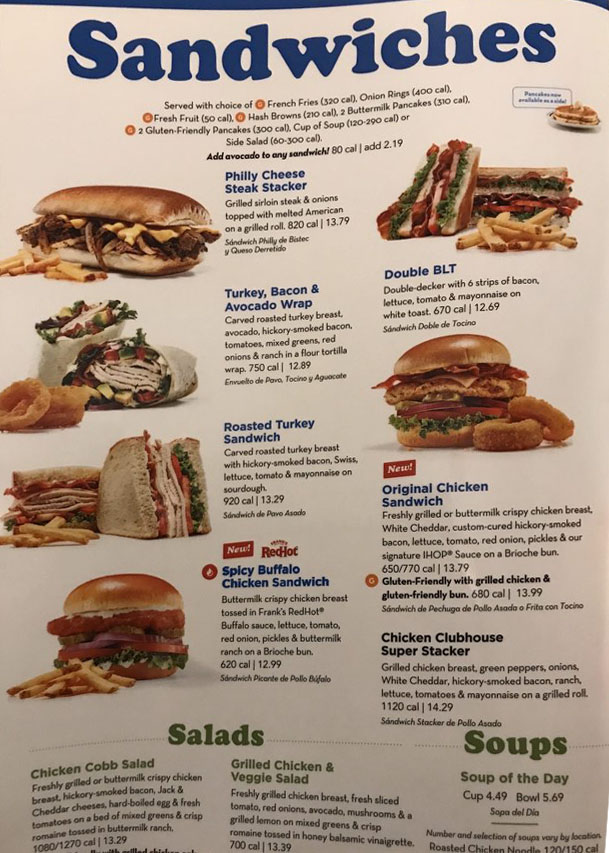 Sandwiches
Served with choice of G French Fries (320 cal), Onion Rings (400 cal),
G Fresh Fruit (50 cal), G Hash Browns (210 cal), 2 Buttermilk Pancakes (310 cal),
G 2 Gluten-Friendly Pancakes (300 cal), Cup of Soup (120-290 cal) or
Side Salad (60-300 cal).
Add avocado to any sandwich! 80 cal | add 2.19
Pancakes now
available as a side!
Philly Cheese
Steak Stacker
Grilled sirloin steak & onions
topped with melted American
on a grilled roll. 820 cal | 13.79
Sándwich Philly de Bistec
y Queso Derretido
Double BLT
Double-decker with 6 strips of bacon,
lettuce, tomato & mayonnaise on
white toast. 670 cal | 12.69
Sándwich Doble de Tocino
Turkey, Bacon &
Avocado Wrap
Carved roasted turkey breast,
avocado, hickory-smoked bacon,
tomatoes, mixed greens, red
onions & ranch in a flour tortilla
wrap. 750 cal | 12.89
Envuelto de Pavo, Tocino y Aguacate
Roasted Turkey
Sandwich
Carved roasted turkey breast
with hickory-smoked bacon, Swiss,
lettuce, tomato & mayonnaise on
sourdough.
920 cal | 13.29
Sándwich de Pavo Asado
New!
Original Chicken
Sandwich
Freshly grilled or buttermilk crispy chicken breast,
White Cheddar, custom-cured hickory-smoked
bacon, lettuce, tomato, red onion, pickles & our
signature IHOP® Sauce on a Brioche bun.
650/770 cal | 13.79
G Gluten-Friendly with grilled chicken &
gluten-friendly bun. 680 cal | 13.99
Sándwich de Pechuga de Pollo Asada o Frita con Tocino
New! RedHot
Spicy Buffalo
Chicken Sandwich
Buttermilk crispy chicken breast
tossed in Frank's RedHot®
Buffalo sauce, lettuce, tomato,
red onion, pickles & buttermilk
ranch on a Brioche bun.
620 cal | 12.99
Sándwich Picante de Pollo Búfalo
Chicken Clubhouse
Super Stacker
Grilled chicken breast, green peppers, onions,
White Cheddar, hickory-smoked bacon, ranch,
lettuce, tomatoes & mayonnaise on a grilled roll.
1120 cal | 14.29
Sándwich Stacker de Pollo Asado
Salads
Chicken Cobb Salad
Freshly grilled or buttermilk crispy chicken
breast, hickory-smoked bacon, Jack &
Cheddar cheeses, hard-boiled egg & fresh
tomatoes on a bed of mixed greens & crisp
romaine tossed in buttermilk ranch.
1080/1270 cal | 13.29
Grilled Chicken &
Veggie Salad
Freshly grilled chicken breast, fresh sliced
tomato, red onions, avocado, mushrooms & a
grilled lemon on mixed greens & crisp
romaine tossed in honey balsamic vinaigrette.
700 cal | 13.39
Soups
Soup of the Day
Cup 4.49 Bowl 5.69
Sopa del Día
Number and selection of soups vary by location.
Roasted Chicken Noodle 120/150 cal